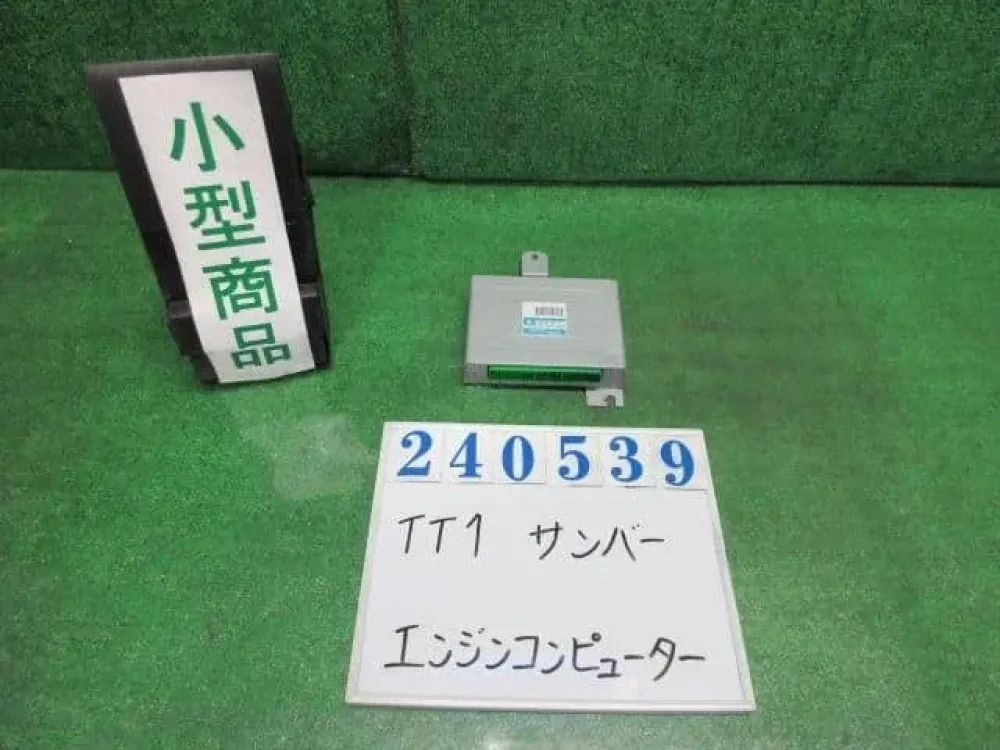 小型商品
240539
TT1 サンバー
エンジンコンピューター